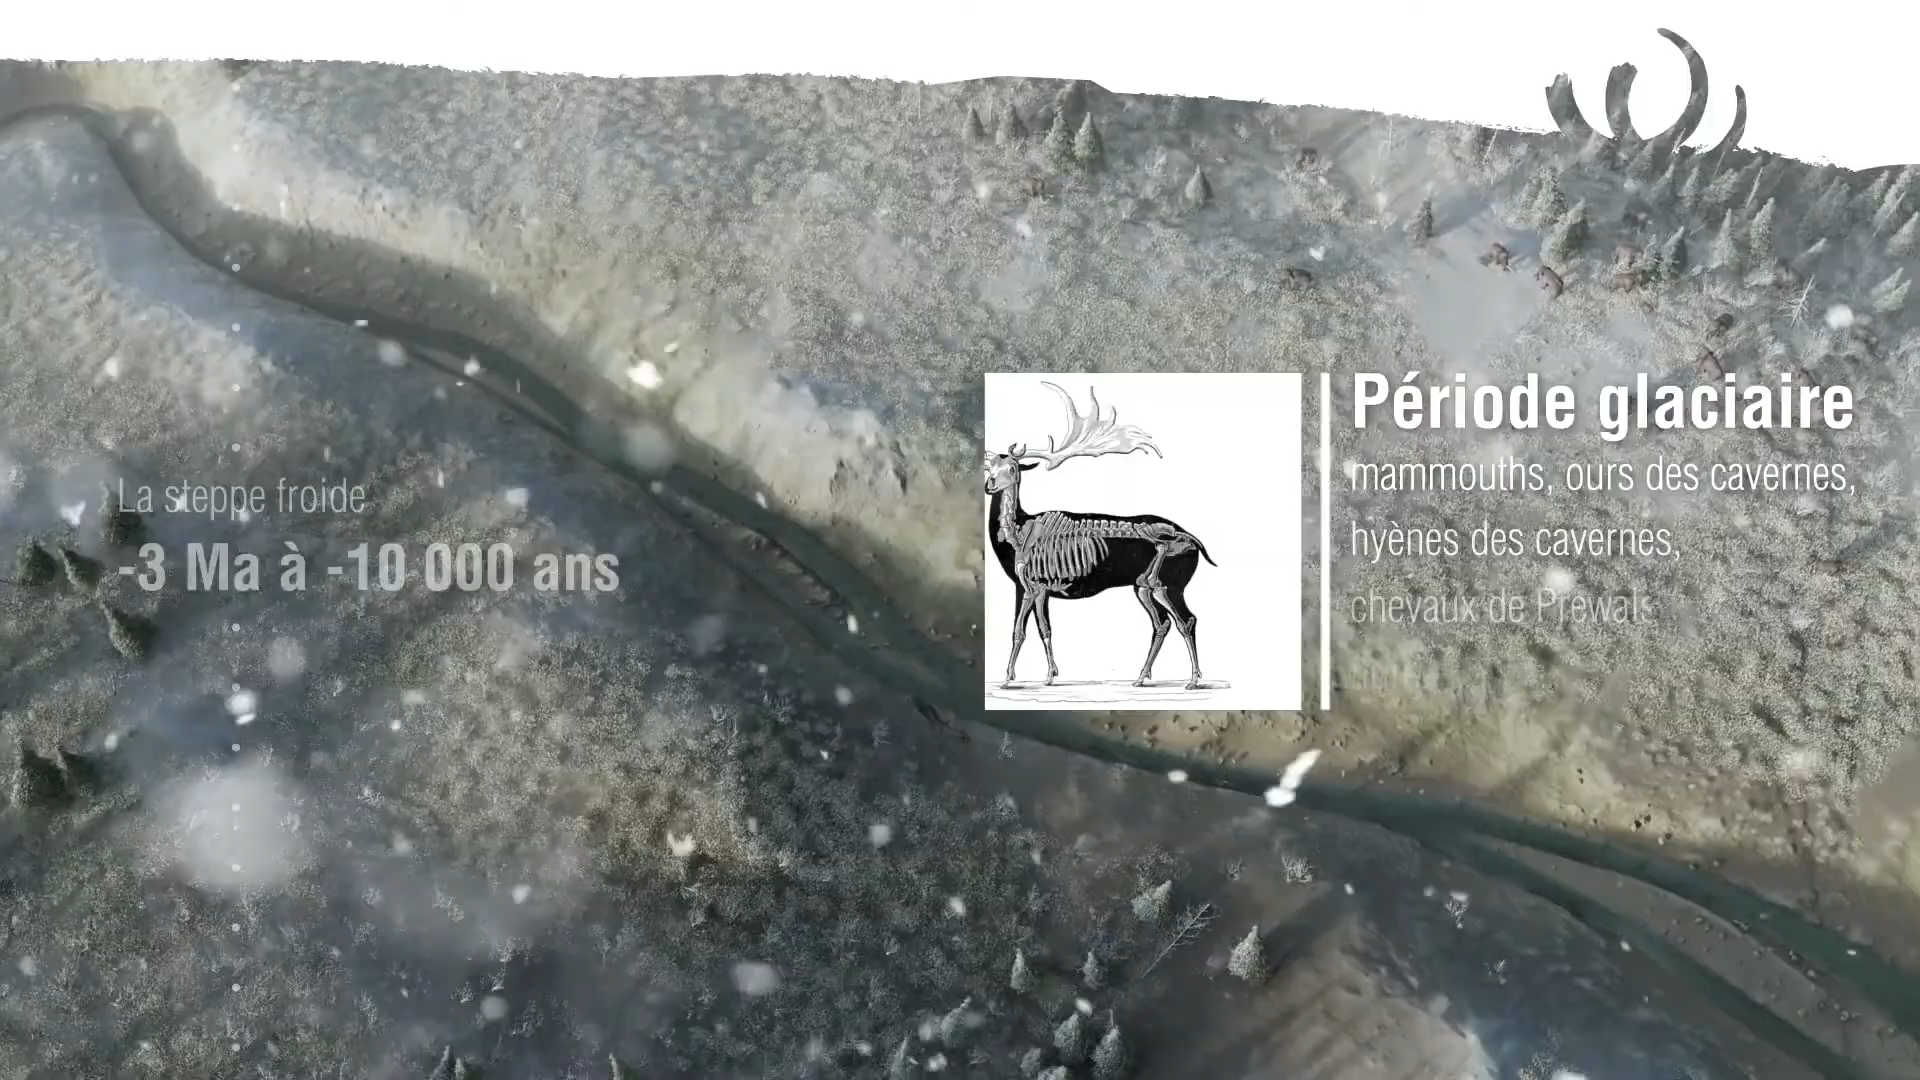 La steppe froide
-3 Ma à -10 000 ans
Période glaciaire
mammouths, ours des cavernes,
hyènes des cavernes,
chevaux de